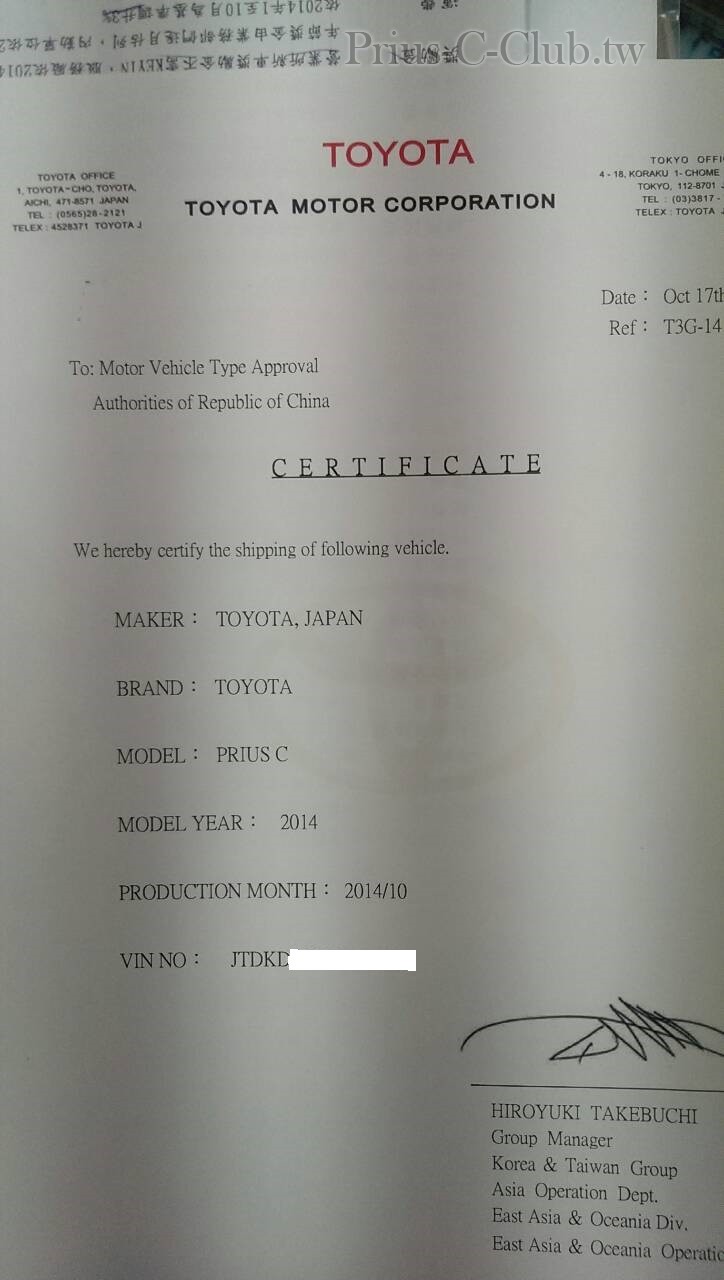 PriusC-Club.tw
TOYOTA
TOYOTA MOTOR CORPORATION
TOYOTA OFFICE
1, TOYOTA-CHO, TOYOTA,
AICHI, 471-8571 JAPAN
TEL : (0565)28-2121
TELEX : 4528371 TOYOTA J
TOKYO OFFI
4 - 18, KORAKU 1- CHOME
TOKYO, 112-8701
TEL : (03)3817 -
TELEX : TOYOTA
Date : Oct 17th
Ref : T3G-14
To: Motor Vehicle Type Approval
Authorities of Republic of China
CERTIFICATE
We hereby certify the shipping of following vehicle.
MAKER : TOYOTA, JAPAN
BRAND : TOYOTA
MODEL : PRIUS C
MODEL YEAR : 2014
PRODUCTION MONTH : 2014/10
VIN NO : JTDKD
HIROYUKI TAKEBUCHI
Group Manager
Korea & Taiwan Group
Asia Operation Dept.
East Asia & Oceania Div.
East Asia & Oceania Operatio